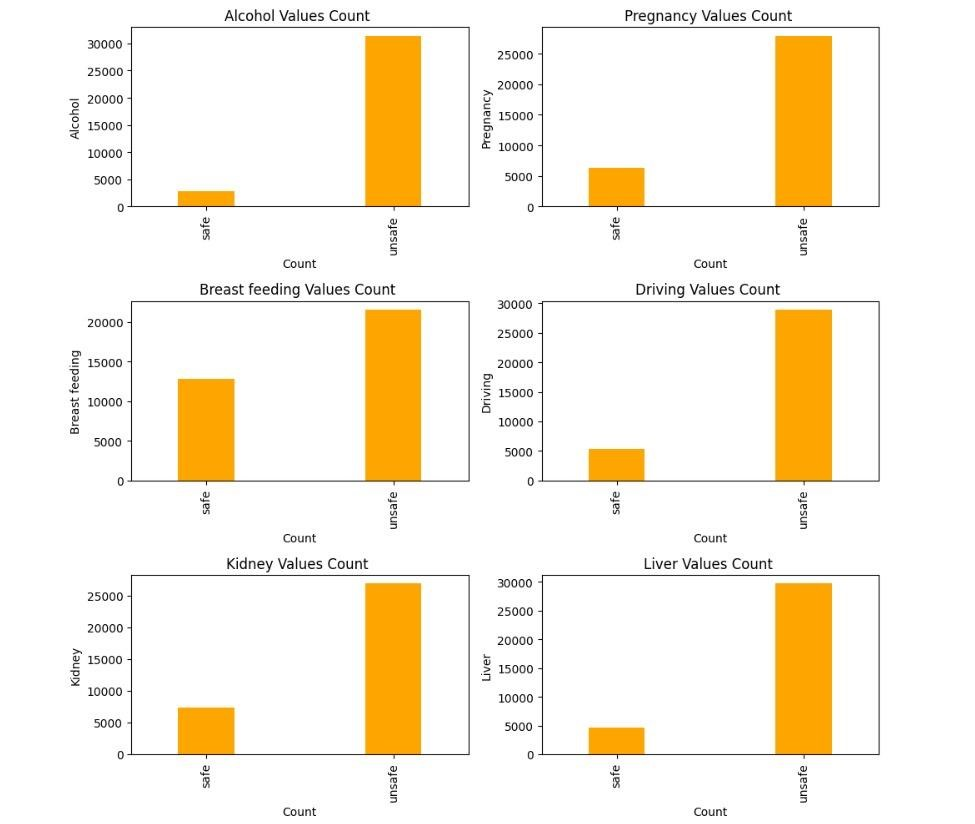 Alcohol Values Count
30000
25000
20000
15000
10000
5000
0
Alcohol
safe
unsafe
Count
Pregnancy Values Count
25000
20000
15000
10000
5000
0
Pregnancy
safe
unsafe
Count
Breast feeding Values Count
20000
15000
10000
5000
0
Breast feeding
safe
unsafe
Count
Driving Values Count
30000
25000
20000
15000
10000
5000
0
Driving
safe
unsafe
Count
Kidney Values Count
25000
20000
15000
10000
5000
0
Kidney
safe
unsafe
Count
Liver Values Count
30000
25000
20000
15000
10000
5000
0
Liver
safe
unsafe
Count